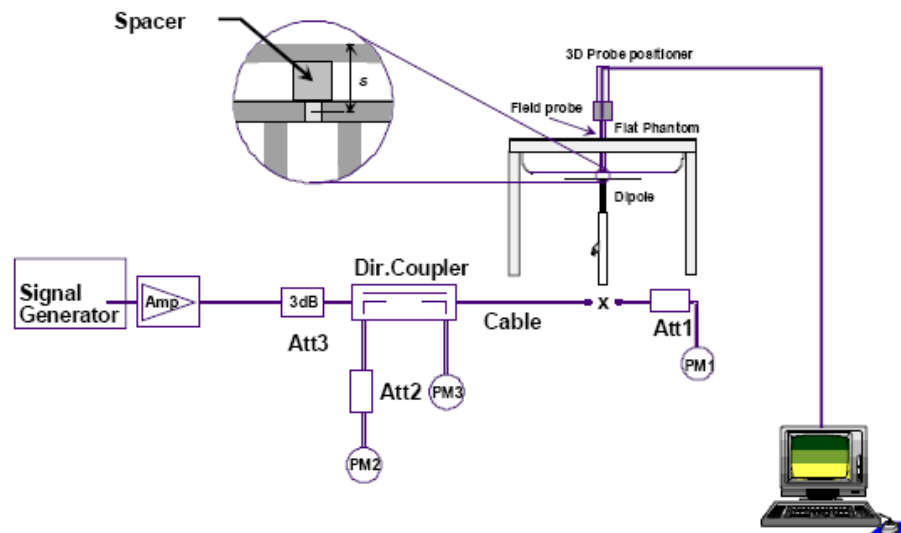 Spacer
s
3D Probe positioner
Field probe
Flat Phantom
Dipole
Signal
Generator
Amp
3dB
Att3
Dir.Coupler
Cable
x
Att1
PM1
Att2
PM3
PM2